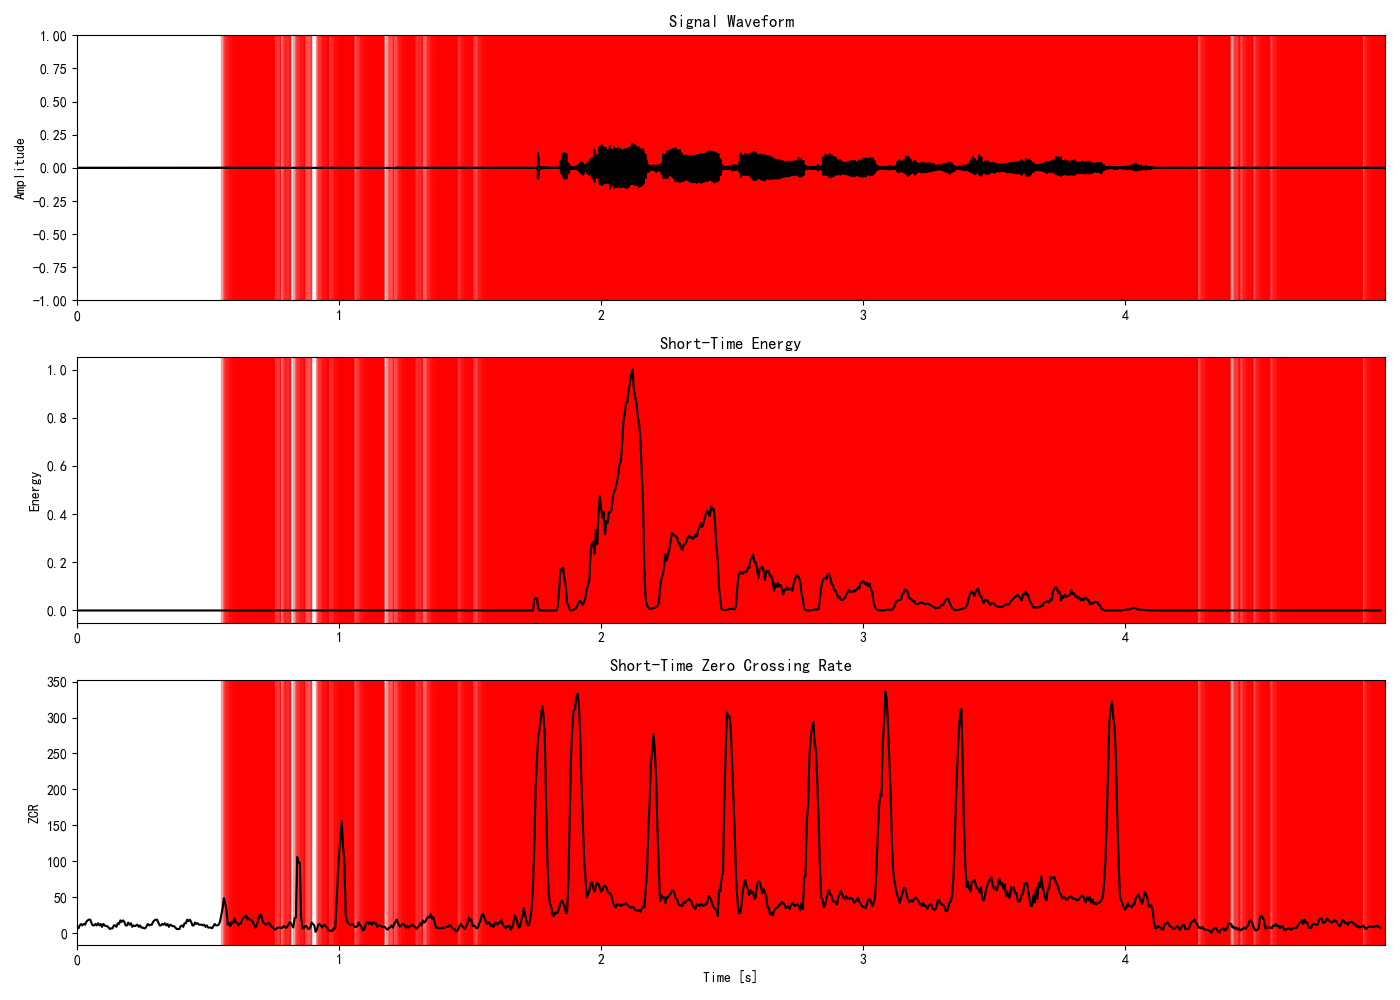 Signal Waveform
1.00
0.75
0.50
0.25
0.00
−0.25
−0.50
−0.75
−1.00
Amplitude
0 1 2 3 4
Short-Time Energy
1.0
0.8
0.6
0.4
0.2
0.0
Energy
0 1 2 3 4
Short-Time Zero Crossing Rate
350
300
250
200
150
100
50
0
ZCR
0 1 2 3 4
Time [s]